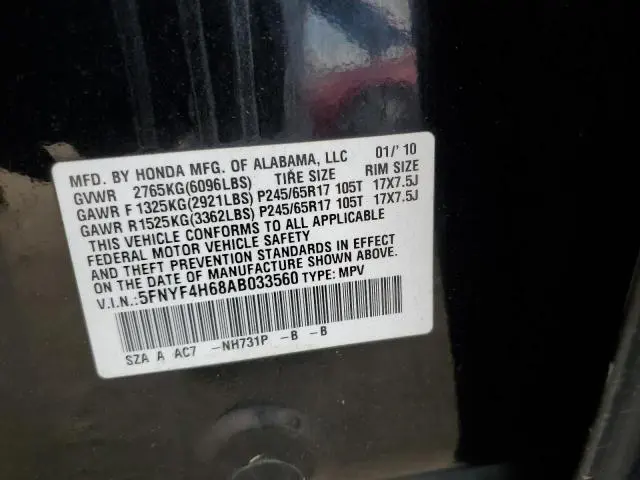 MFD. BY HONDA MFG. OF ALABAMA, LLC 01/'10
GVWR 2765KG(6096LBS) TIRE SIZE RIM SIZE
GAWR F 1325KG(2921LBS) P245/65R17 105T 17X7.5J
GAWR R 1525KG(3362LBS) P245/65R17 105T 17X7.5J
THIS VEHICLE CONFORMS TO ALL APPLICABLE
FEDERAL MOTOR VEHICLE SAFETY
AND THEFT PREVENTION STANDARDS IN EFFECT
ON THE DATE OF MANUFACTURE SHOWN ABOVE.
V.I.N.:5FNYF4H68AB033560 TYPE: MPV
SZA A AC7 -NH731P -B -B